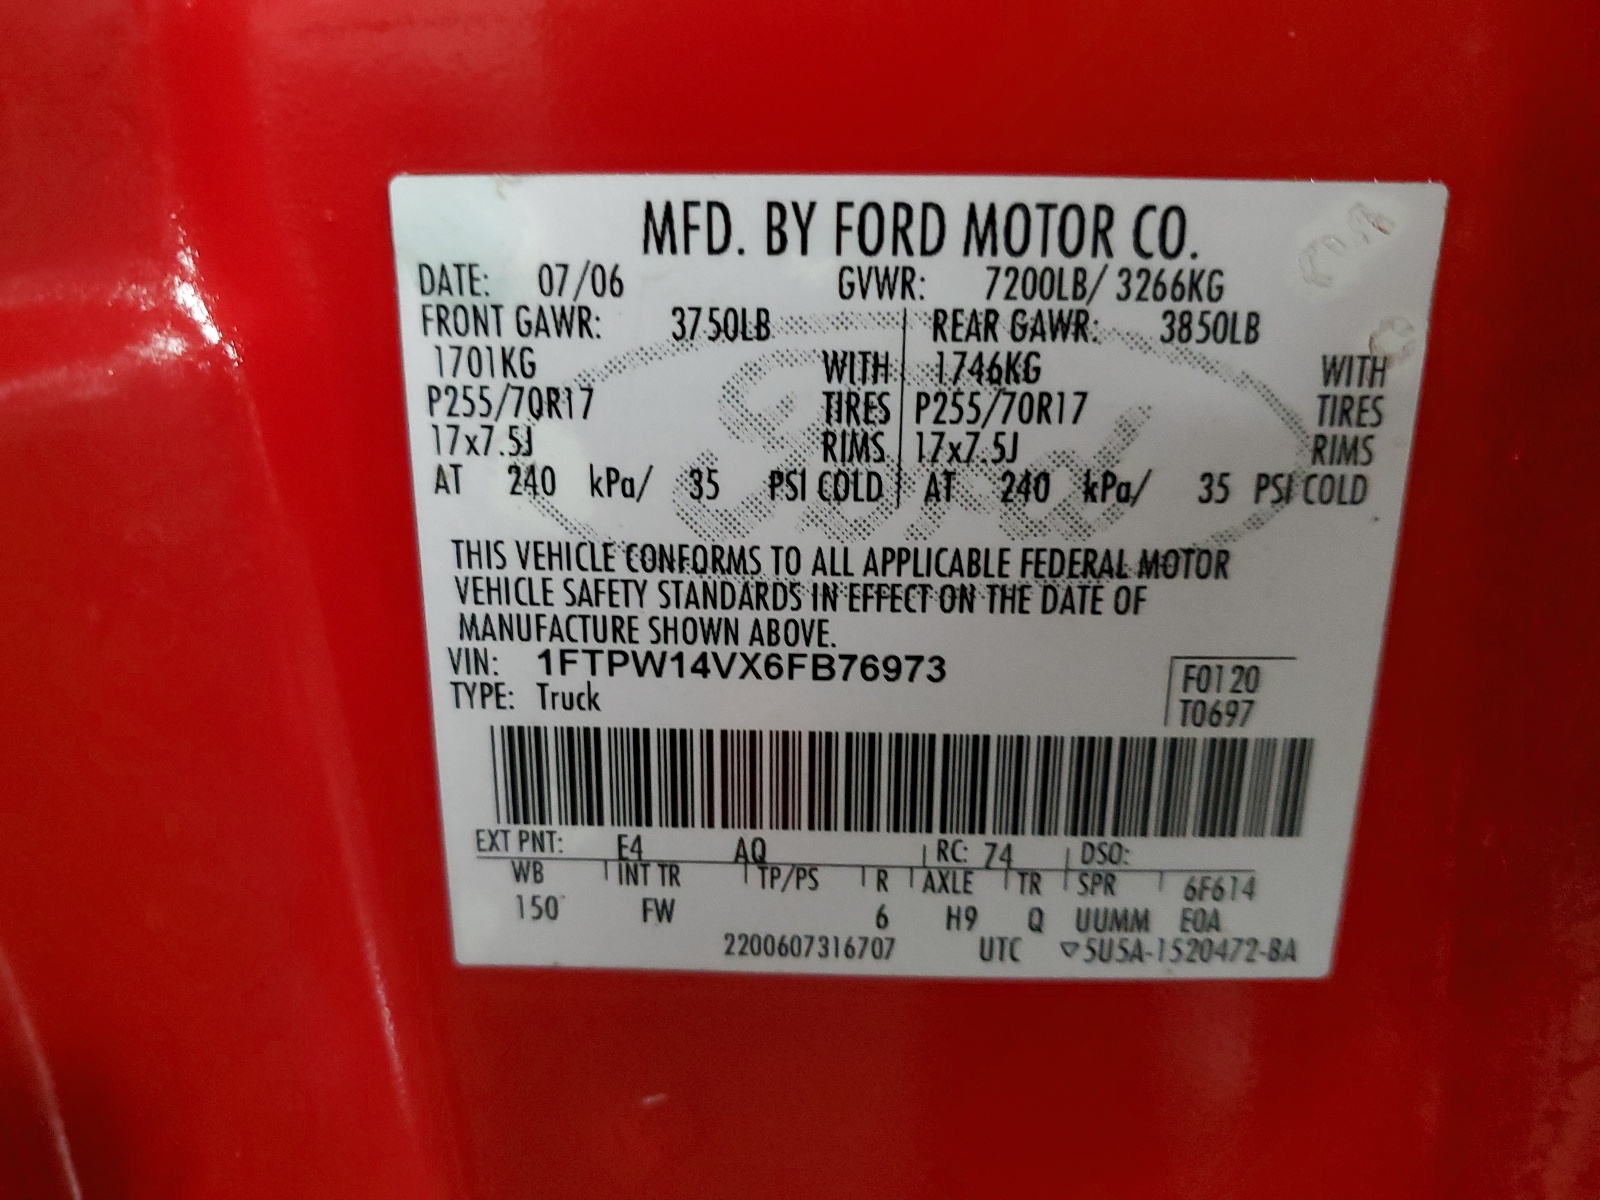 MFD. BY FORD MOTOR CO.
DATE: 07/06 GVWR: 7200LB/ 3266KG
FRONT GAWR: 3750LB REAR GAWR: 3850LB
1701KG WITH 1746KG WITH
P255/70R17 TIRES P255/70R17 TIRES
17x7.5J RIMS 17x7.5J RIMS
AT 240 kPa/ 35 PSI COLD AT 240 kPa/ 35 PSI COLD
Ford
THIS VEHICLE CONFORMS TO ALL APPLICABLE FEDERAL MOTOR
VEHICLE SAFETY STANDARDS IN EFFECT ON THE DATE OF
MANUFACTURE SHOWN ABOVE.
VIN: 1FTPW14VX6FB76973
TYPE: Truck
F0120
T0697
EXT PNT: E4 AQ RC: 74 DSO:
WB INT TR TP/PS R AXLE TR SPR 6F614
150 FW 6 H9 Q UUMM E0A
2200607316707 UTC ▽5U5A-1520472-BA